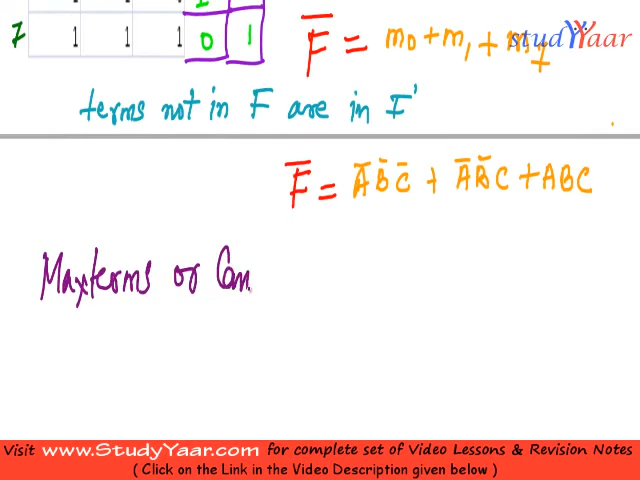 7 1 1 1 0 1
F̅ = m0 + m1 + m7
studYYaar
terms not in F are in F'
F̅ = A̅ B̅ C̅ + A̅ B̅ C + ABC
Maxterms or Can
Visit www.StudyYaar.com for complete set of Video Lessons & Revision Notes
( Click on the Link in the Video Description given below )